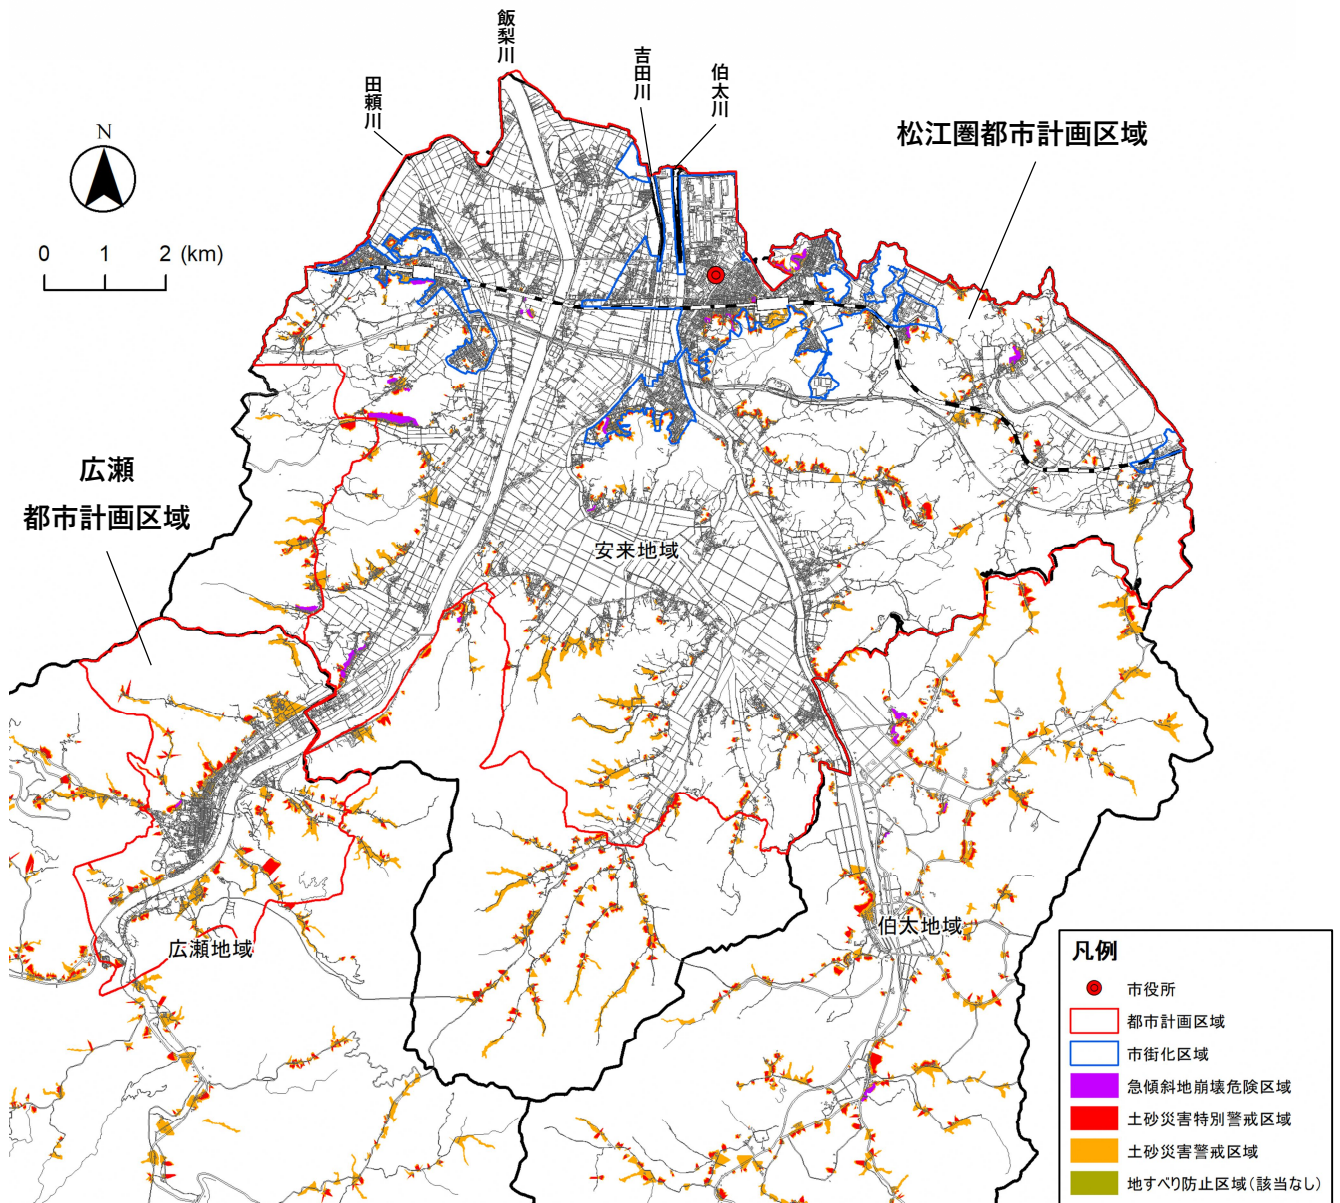 飯梨川
吉田川
伯太川
田頼川
松江圏都市計画区域
N
0 1 2 (km)
広瀬
都市計画区域
安来地域
広瀬地域
伯太地域
凡例
市役所
都市計画区域
市街化区域
急傾斜地崩壊危険区域
土砂災害特別警戒区域
土砂災害警戒区域
地すべり防止区域(該当なし)